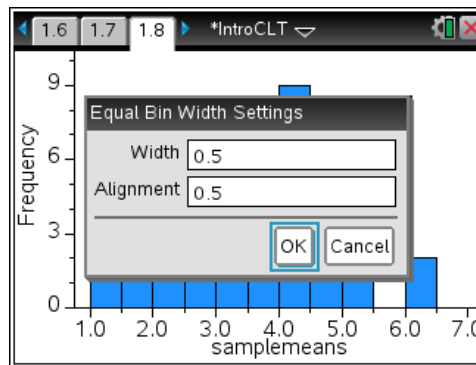 1.6 1.7 1.8 *IntroCLT
9
Equal Bin Width Settings
Width 0.5
6
Alignment 0.5
Frequency
3
OK Cancel
0
1.0 2.0 3.0 4.0 5.0 6.0 7.0
samplemeans